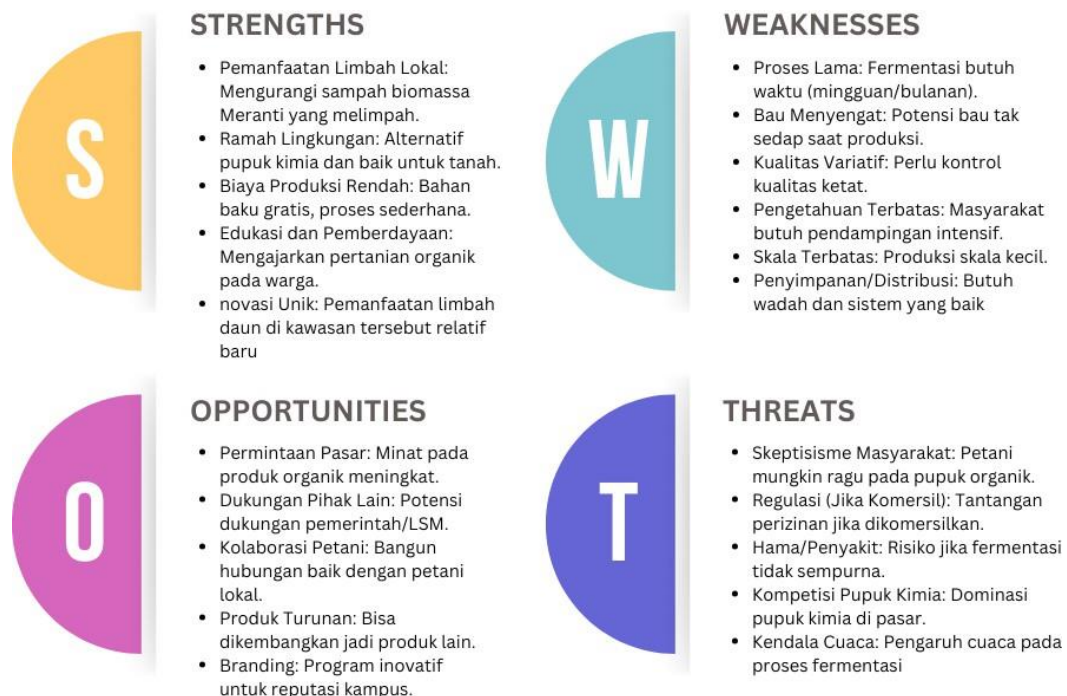 S
STRENGTHS
• Pemanfaatan Limbah Lokal:
Mengurangi sampah biomassa
Meranti yang melimpah.
• Ramah Lingkungan: Alternatif
pupuk kimia dan baik untuk tanah.
• Biaya Produksi Rendah: Bahan
baku gratis, proses sederhana.
• Edukasi dan Pemberdayaan:
Mengajarkan pertanian organik
pada warga.
• novasi Unik: Pemanfaatan limbah
daun di kawasan tersebut relatif
baru
W
WEAKNESSES
• Proses Lama: Fermentasi butuh
waktu (mingguan/bulanan).
• Bau Menyengat: Potensi bau tak
sedap saat produksi.
• Kualitas Variatif: Perlu kontrol
kualitas ketat.
• Pengetahuan Terbatas: Masyarakat
butuh pendampingan intensif.
• Skala Terbatas: Produksi skala kecil.
• Penyimpanan/Distribusi: Butuh
wadah dan sistem yang baik
O
OPPORTUNITIES
• Permintaan Pasar: Minat pada
produk organik meningkat.
• Dukungan Pihak Lain: Potensi
dukungan pemerintah/LSM.
• Kolaborasi Petani: Bangun
hubungan baik dengan petani
lokal.
• Produk Turunan: Bisa
dikembangkan jadi produk lain.
• Branding: Program inovatif
untuk reputasi kampus.
T
THREATS
• Skeptisisme Masyarakat: Petani
mungkin ragu pada pupuk organik.
• Regulasi (Jika Komersil): Tantangan
perizinan jika dikomersilkan.
• Hama/Penyakit: Risiko jika fermentasi
tidak sempurna.
• Kompetisi Pupuk Kimia: Dominasi
pupuk kimia di pasar.
• Kendala Cuaca: Pengaruh cuaca pada
proses fermentasi